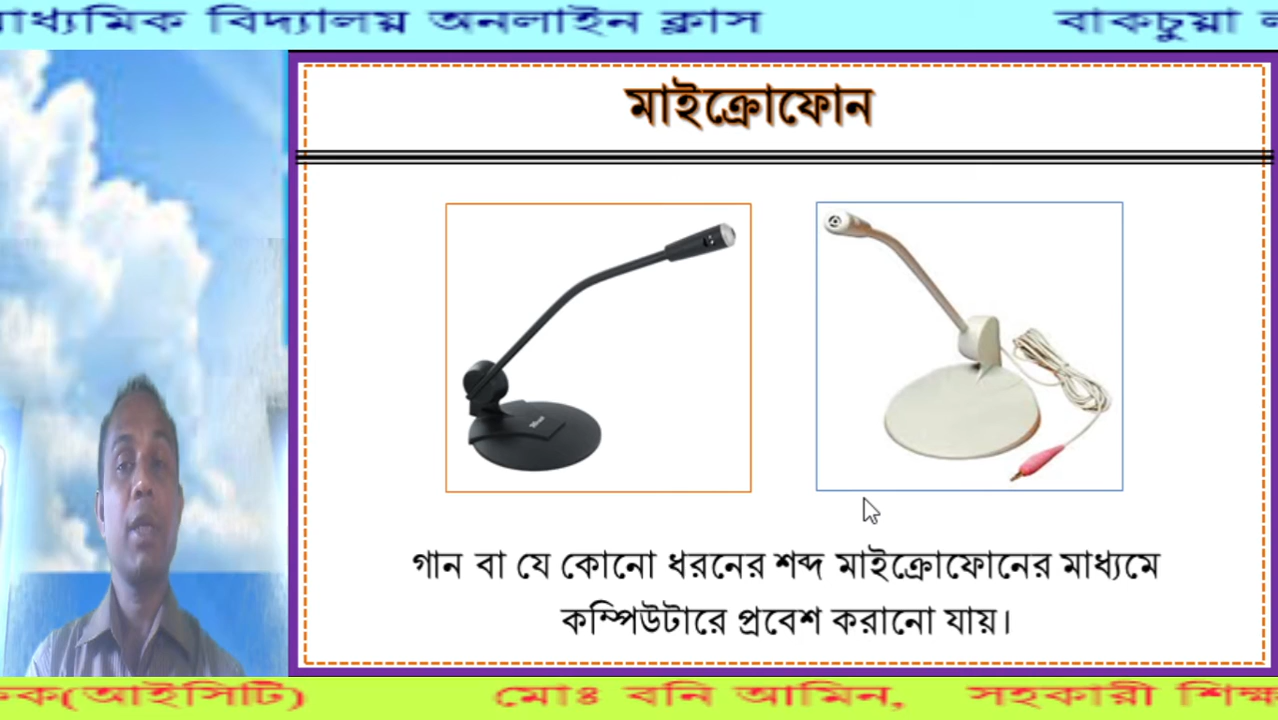 মাধ্যমিক বিদ্যালয় অনলাইন ক্লাস বাকচুয়া
মাইক্রোফোন
গান বা যে কোনো ধরনের শব্দ মাইক্রোফোনের মাধ্যমে
কম্পিউটারে প্রবেশ করানো যায়।
(আইসিটি) মোঃ বনি আমিন, সহকারী